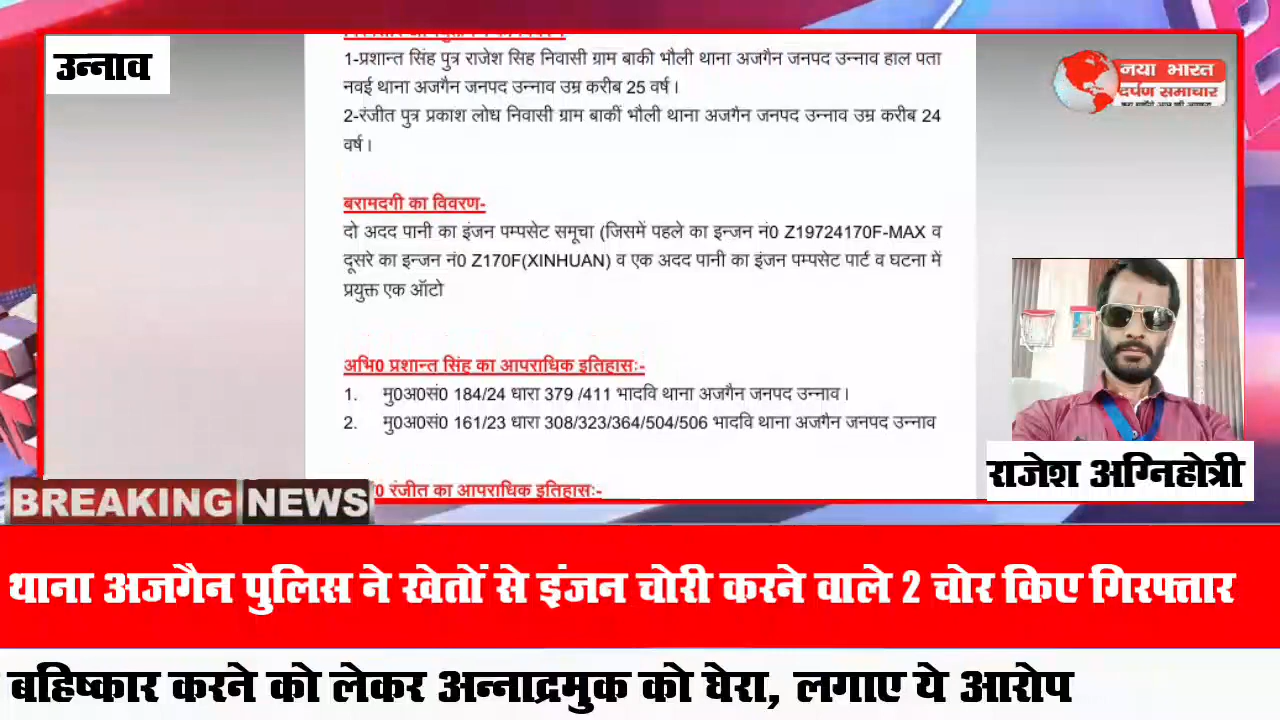 उन्नाव
1-प्रशान्त सिंह पुत्र राजेश सिह निवासी ग्राम बाकी भौली थाना अजगैन जनपद उन्नाव हाल पता
नवई थाना अजगैन जनपद उन्नाव उम्र करीब 25 वर्ष ।
2-रंजीत पुत्र प्रकाश लोध निवासी ग्राम बाकीं भौली थाना अजगैन जनपद उन्नाव उम्र करीब 24
वर्ष ।
बरामदगी का विवरण-
दो अदद पानी का इंजन पम्पसेट समूचा (जिसमें पहले का इन्जन नं0 Z19724170F-MAX व
दूसरे का इन्जन नं0 Z170F(XINHUAN) व एक अदद पानी का इंजन पम्पसेट पार्ट व घटना में
प्रयुक्त एक ऑटो
अभि0 प्रशान्त सिंह का आपराधिक इतिहासः-
1. मु0अ0सं0 184/24 धारा 379 /411 भादवि थाना अजगैन जनपद उन्नाव ।
2. मु0अ0सं0 161/23 धारा 308/323/364/504/506 भादवि थाना अजगैन जनपद उन्नाव
रंजीत का आपराधिक इतिहासः-
नया भारत
दर्पण समाचार
राजेश अग्निहोत्री
BREAKING NEWS
थाना अजगैन पुलिस ने खेतों से इंजन चोरी करने वाले 2 चोर किए गिरफ्तार
बहिष्कार करने को लेकर अन्नाद्रमुक को घेरा, लगाए ये आरोप